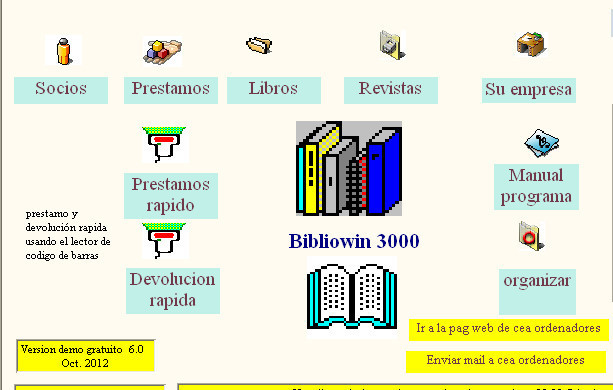 Socios
Prestamos
Libros
Revistas
Su empresa
Prestamos
rapido
Manual
programa
prestamo y
devolución rapida
usando el lector de
codigo de barras
Bibliowin 3000
Devolucion
rapida
organizar
Ir a la pag web de cea ordenadores
Version demo gratuito 6.0
Oct. 2012
Enviar mail a cea ordenadores